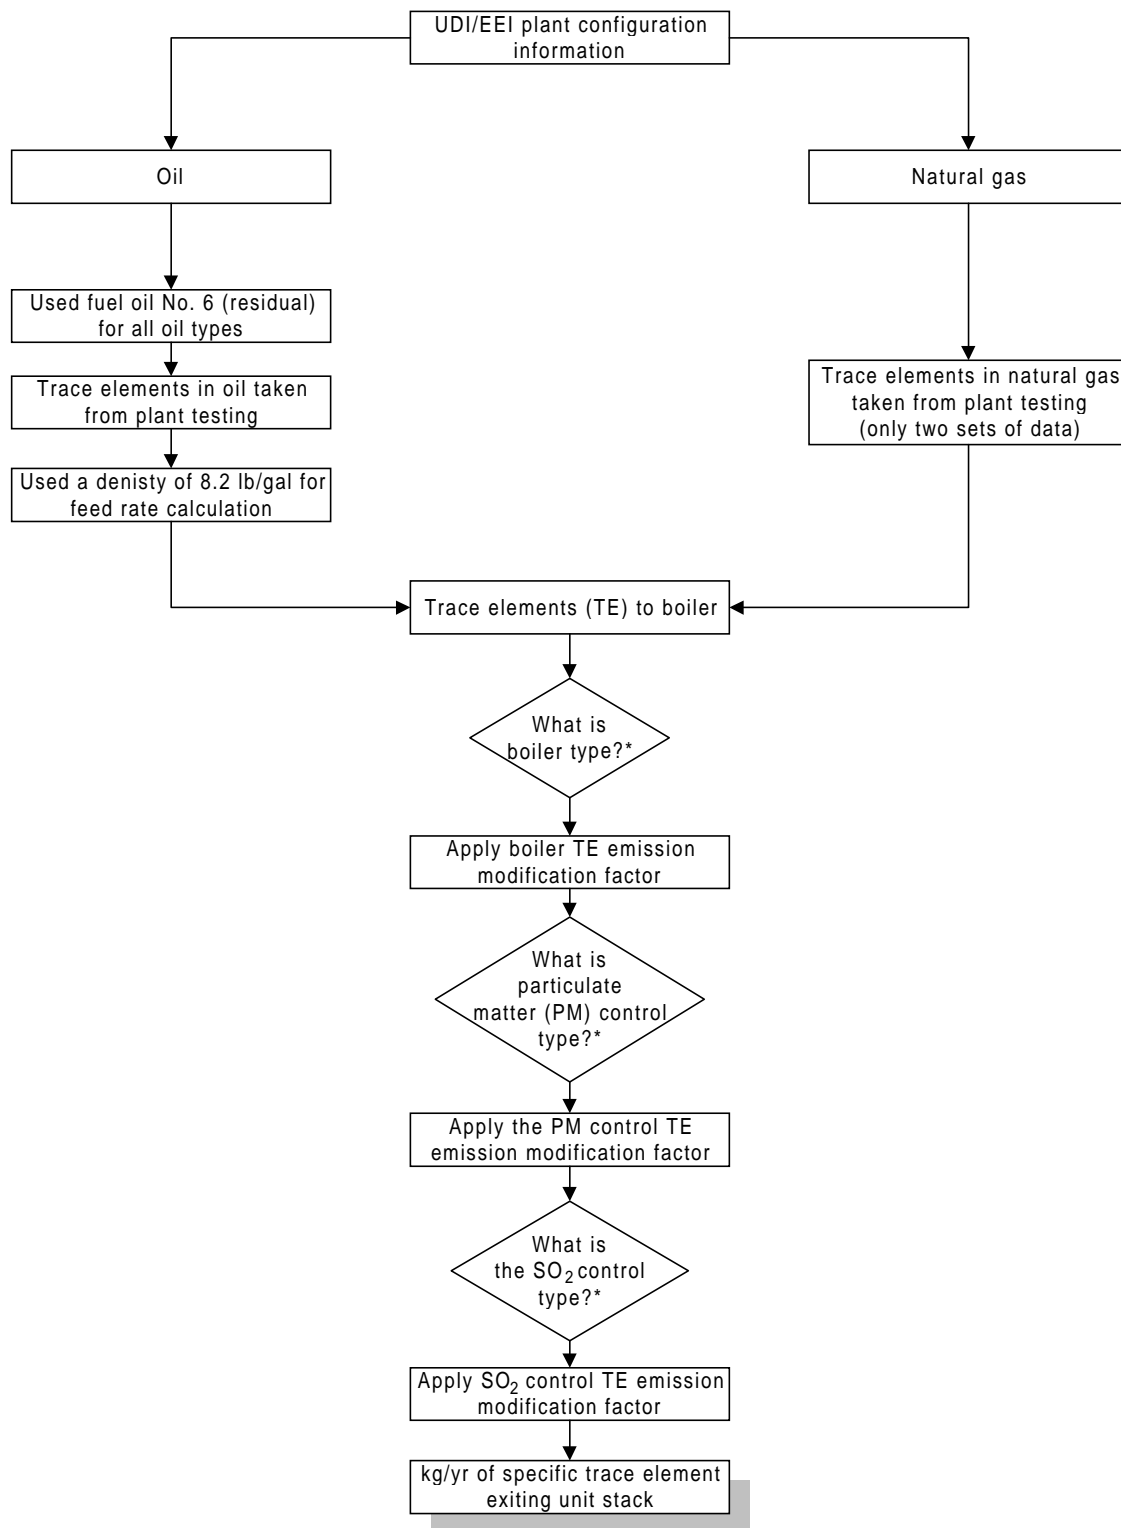 UDI/EEI plant configuration
information
Oil
Natural gas
Used fuel oil No. 6 (residual)
for all oil types
Trace elements in oil taken
from plant testing
Trace elements in natural gas
taken from plant testing
(only two sets of data)
Used a denisty of 8.2 lb/gal for
feed rate calculation
Trace elements (TE) to boiler
What is
boiler type?*
Apply boiler TE emission
modification factor
What is
particulate
matter (PM) control
type?*
Apply the PM control TE
emission modification factor
What is
the SO₂ control
type?*
Apply SO₂ control TE emission
modification factor
kg/yr of specific trace element
exiting unit stack